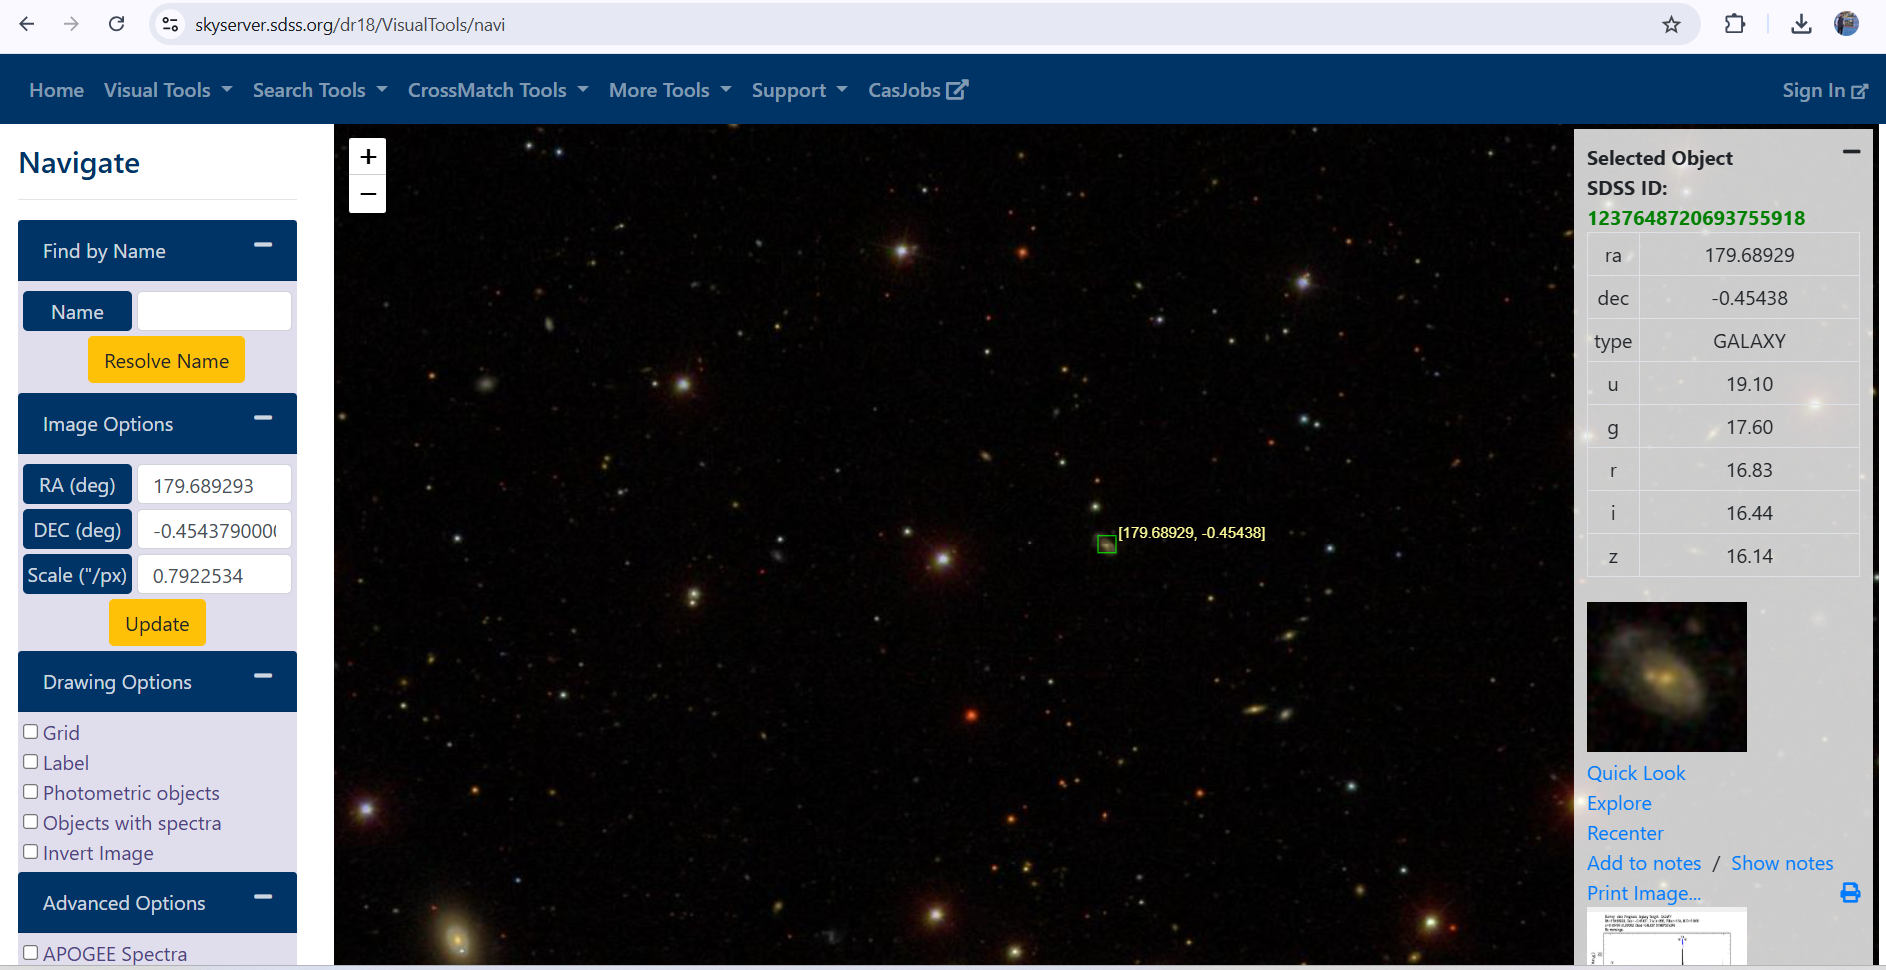 skyserver.sdss.org/dr18/VisualTools/navi
Home Visual Tools Search Tools CrossMatch Tools More Tools Support CasJobs Sign In
Navigate
Find by Name
Name
Resolve Name
Image Options
RA (deg) 179.689293
DEC (deg) -0.4543790000
Scale ("/px) 0.7922534
Update
Drawing Options
Grid
Label
Photometric objects
Objects with spectra
Invert Image
Advanced Options
APOGEE Spectra
+
−
[179.68929, -0.45438]
Selected Object
SDSS ID:
1237648720693755918
ra 179.68929
dec -0.45438
type GALAXY
u 19.10
g 17.60
r 16.83
i 16.44
z 16.14
Quick Look
Explore
Recenter
Add to notes / Show notes
Print Image...